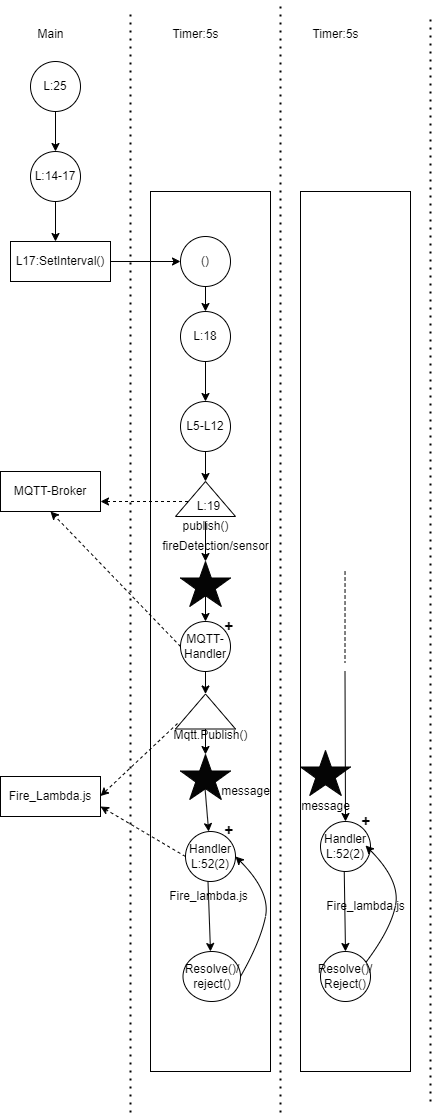 Main
Timer:5s
Timer:5s
L:25
L:14-17
L17:SetInterval()
()
L:18
L5-L12
MQTT-Broker
L:19
publish()
fireDetection/sensor
+
MQTT-
Handler
Mqtt.Publish()
Fire_Lambda.js
message
message
+
Handler
L:52(2)
+
Handler
L:52(2)
Fire_lambda.js
Fire_lambda.js
Resolve()/
reject()
Resolve()/
Reject()